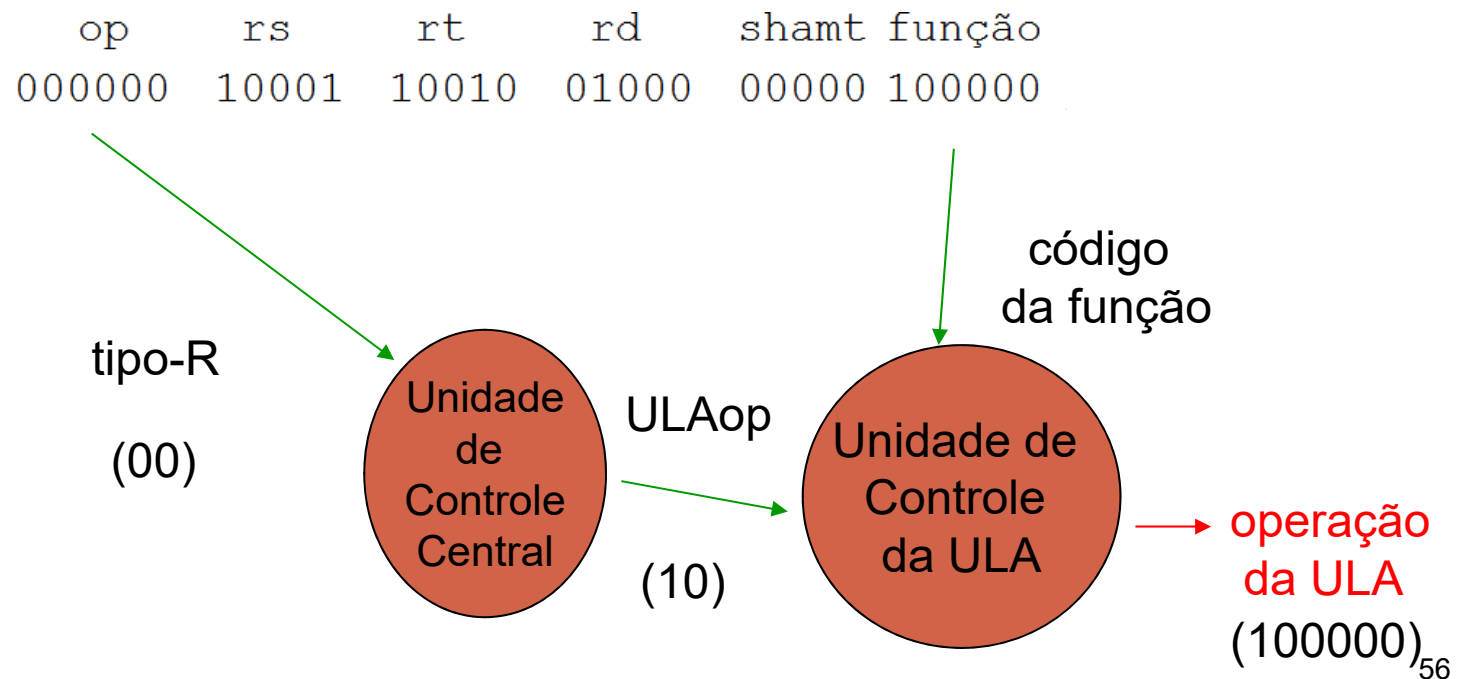 op rs rt rd shamt função
000000 10001 10010 01000 00000 100000
código
da função
tipo-R
(00)
Unidade
de
Controle
Central
ULAop
(10)
Unidade de
Controle
da ULA
operação
da ULA
(100000)
56